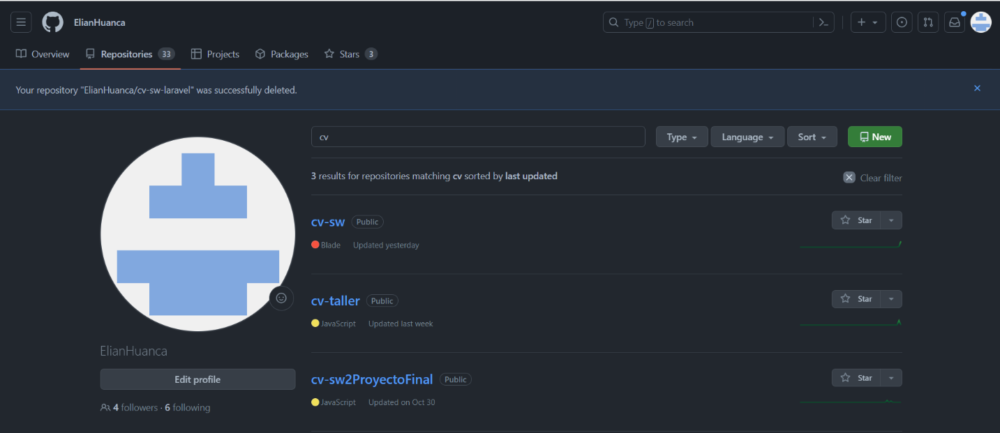 ElianHuanca
Type / to search
Overview Repositories 33 Projects Packages Stars 3
Your repository "ElianHuanca/cv-sw-laravel" was successfully deleted.
cv Type Language Sort New
3 results for repositories matching cv sorted by last updated Clear filter
cv-sw Public Star
Blade Updated yesterday
cv-taller Public Star
JavaScript Updated last week
cv-sw2ProyectoFinal Public Star
JavaScript Updated on Oct 30
ElianHuanca
Edit profile
4 followers · 6 following